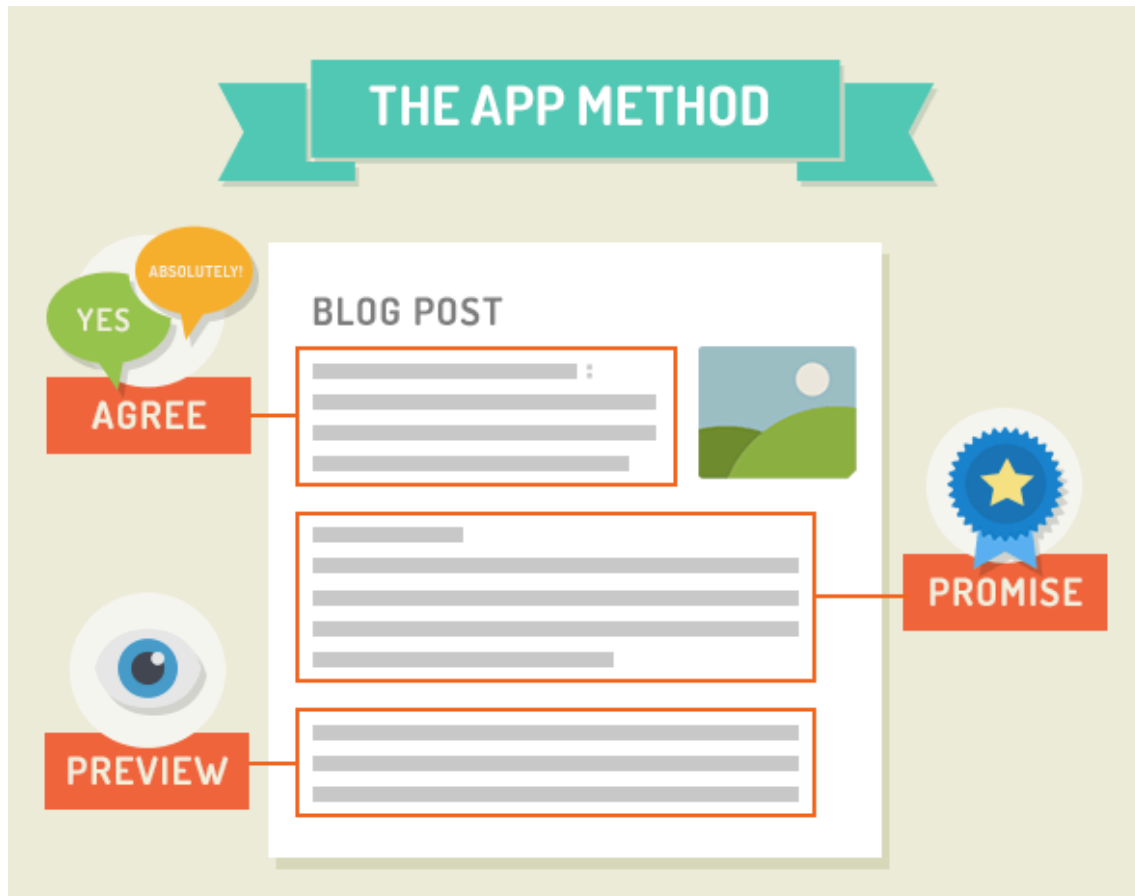 THE APP METHOD
ABSOLUTELY!
YES
AGREE
BLOG POST
PROMISE
PREVIEW